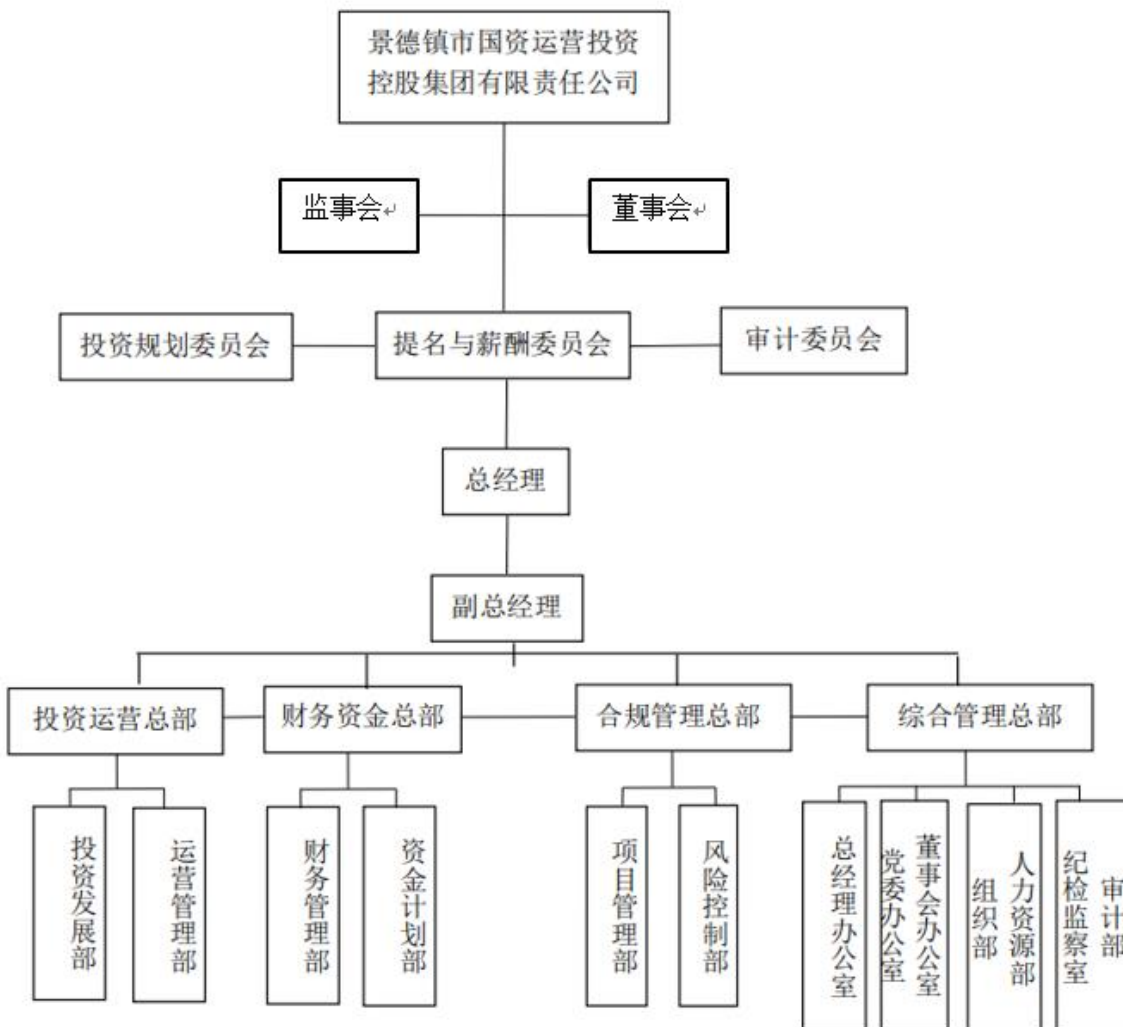 景德镇市国资运营投资
控股集团有限责任公司
监事会↵
董事会↵
投资规划委员会
提名与薪酬委员会
审计委员会
总经理
副总经理
投资运营总部
财务资金总部
合规管理总部
综合管理总部
投资发展部
运营管理部
财务管理部
资金计划部
项目管理部
风险控制部
总经理办公室
董事会办公室
党委办公室
人力资源部
组织部
审计部
纪检监察室